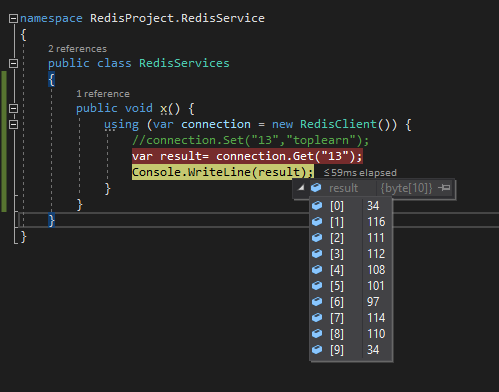 namespace RedisProject.RedisService
{
2 references
public class RedisServices
{
1 reference
public void x() {
using (var connection = new RedisClient()) {
//connection.Set("13","toplearn");
var result= connection.Get("13");
Console.WriteLine(result); ≤59ms elapsed
} result {byte[10]}
} [0] 34
} [1] 116
} [2] 111
[3] 112
[4] 108
[5] 101
[6] 97
[7] 114
[8] 110
[9] 34